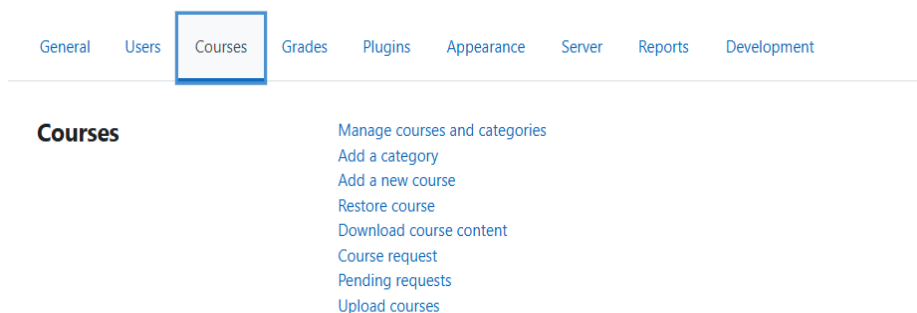 General Users Courses Grades Plugins Appearance Server Reports Development
Courses
Manage courses and categories
Add a category
Add a new course
Restore course
Download course content
Course request
Pending requests
Upload courses